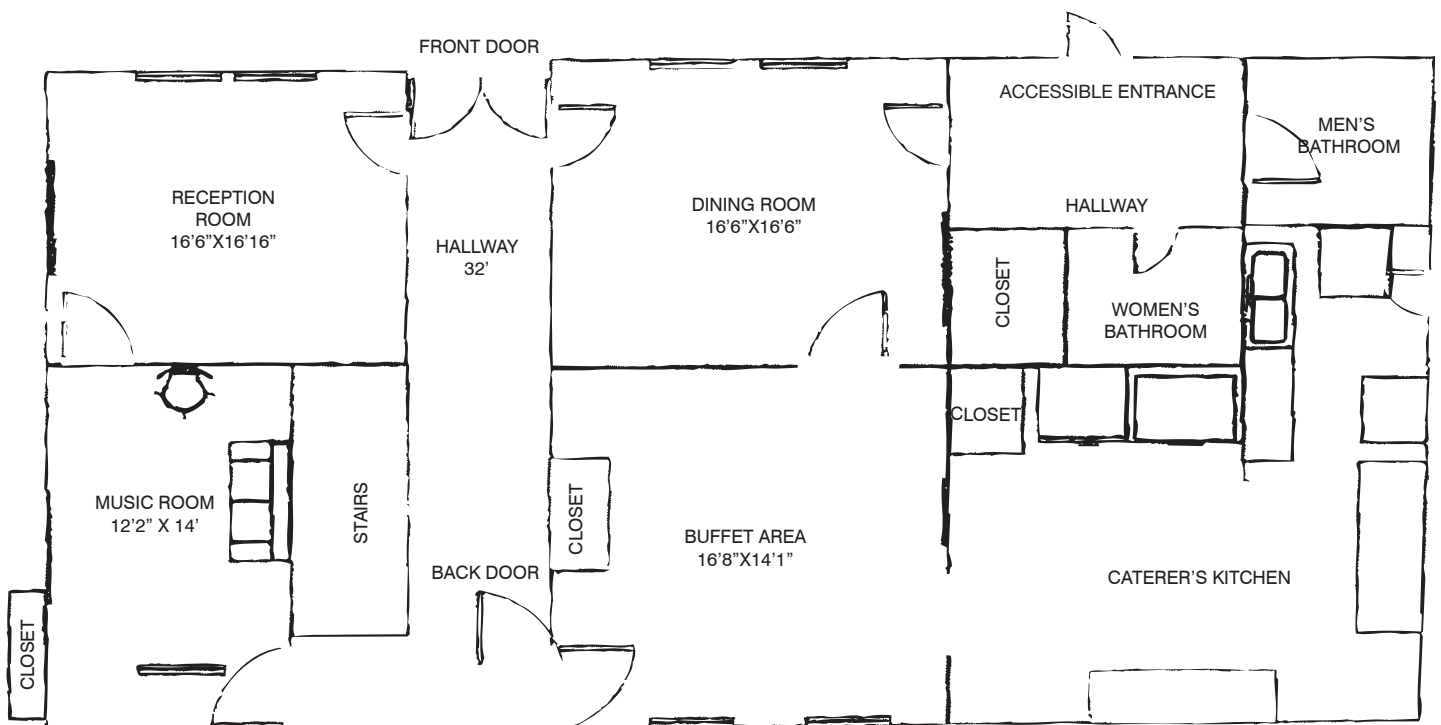 FRONT DOOR
ACCESSIBLE ENTRANCE
MEN’S
BATHROOM
RECEPTION
ROOM
16’6”X16’16”
HALLWAY
32’
DINING ROOM
16’6”X16’6”
HALLWAY
CLOSET
WOMEN’S
BATHROOM
CLOSET
MUSIC ROOM
12’2” X 14’
STAIRS
CLOSET
BUFFET AREA
16’8”X14’1”
BACK DOOR
CATERER’S KITCHEN
CLOSET